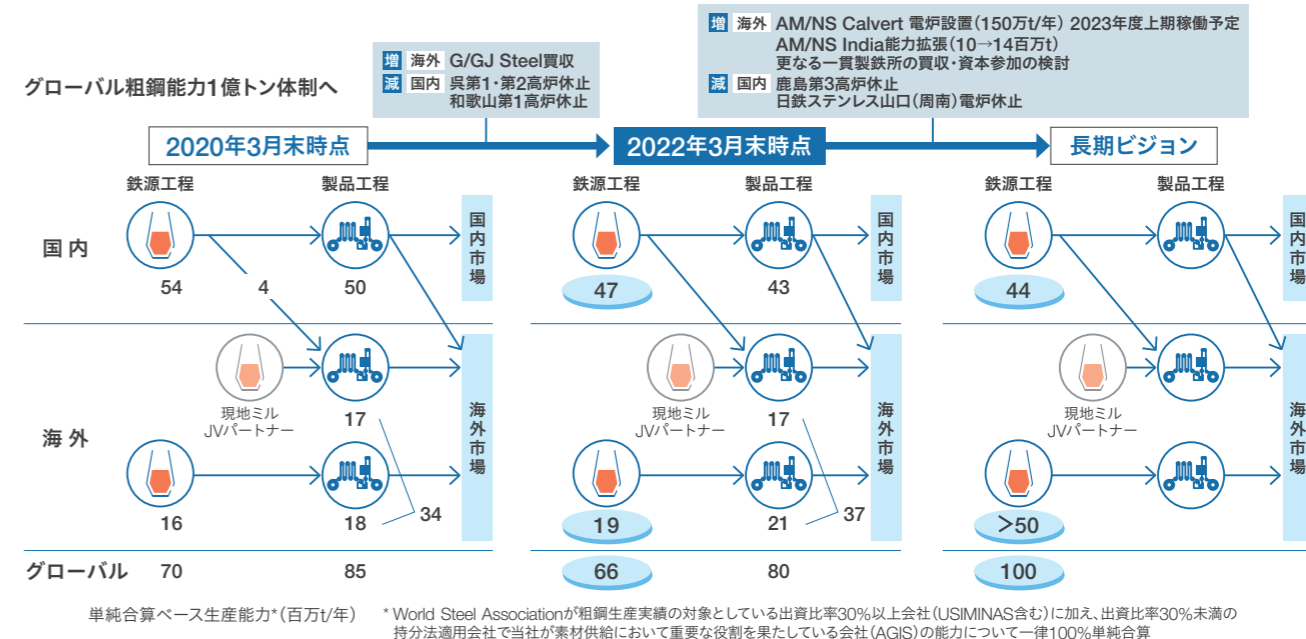 グローバル粗鋼能力1億トン体制へ
増 海外 G/GJ Steel買収
減 国内 呉第1・第2高炉休止
和歌山第1高炉休止
増 海外 AM/NS Calvert 電炉設置(150万t/年) 2023年度上期稼働予定
AM/NS India能力拡張(10→14百万t)
更なる一貫製鉄所の買収・資本参加の検討
減 国内 鹿島第3高炉休止
日鉄ステンレス山口(周南)電炉休止
2020年3月末時点 2022年3月末時点 長期ビジョン
鉄源工程 製品工程 鉄源工程 製品工程 鉄源工程 製品工程
国内 国内市場 国内市場 国内市場
54 4 50 47 43 44
現地ミル 現地ミル 現地ミル
JVパートナー JVパートナー JVパートナー
17 17
海外 海外市場 海外市場 海外市場
16 18 34 19 21 37 >50
グローバル 70 85 66 80 100
単純合算ベース生産能力*(百万t/年) * World Steel Associationが粗鋼生産実績の対象としている出資比率30%以上会社(USIMINAS含む)に加え、出資比率30%未満の
持分法適用会社で当社が素材供給において重要な役割を果たしている会社(AGIS)の能力について一律100%単純合算